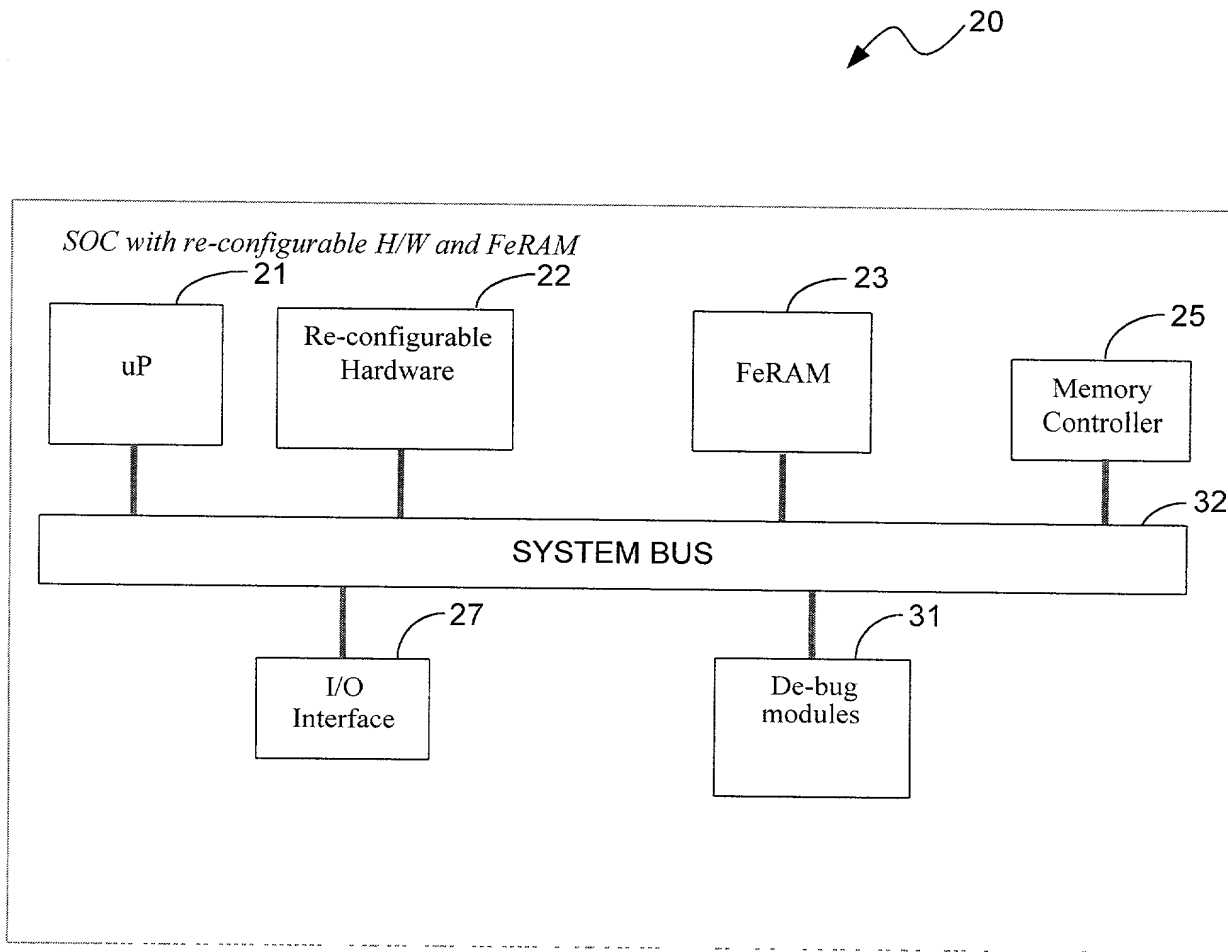 20
SOC with re-configurable H/W and FeRAM
21
22
23
25
uP
Re-configurable
Hardware
FeRAM
Memory
Controller
32
SYSTEM BUS
27
31
I/O
Interface
De-bug
modules